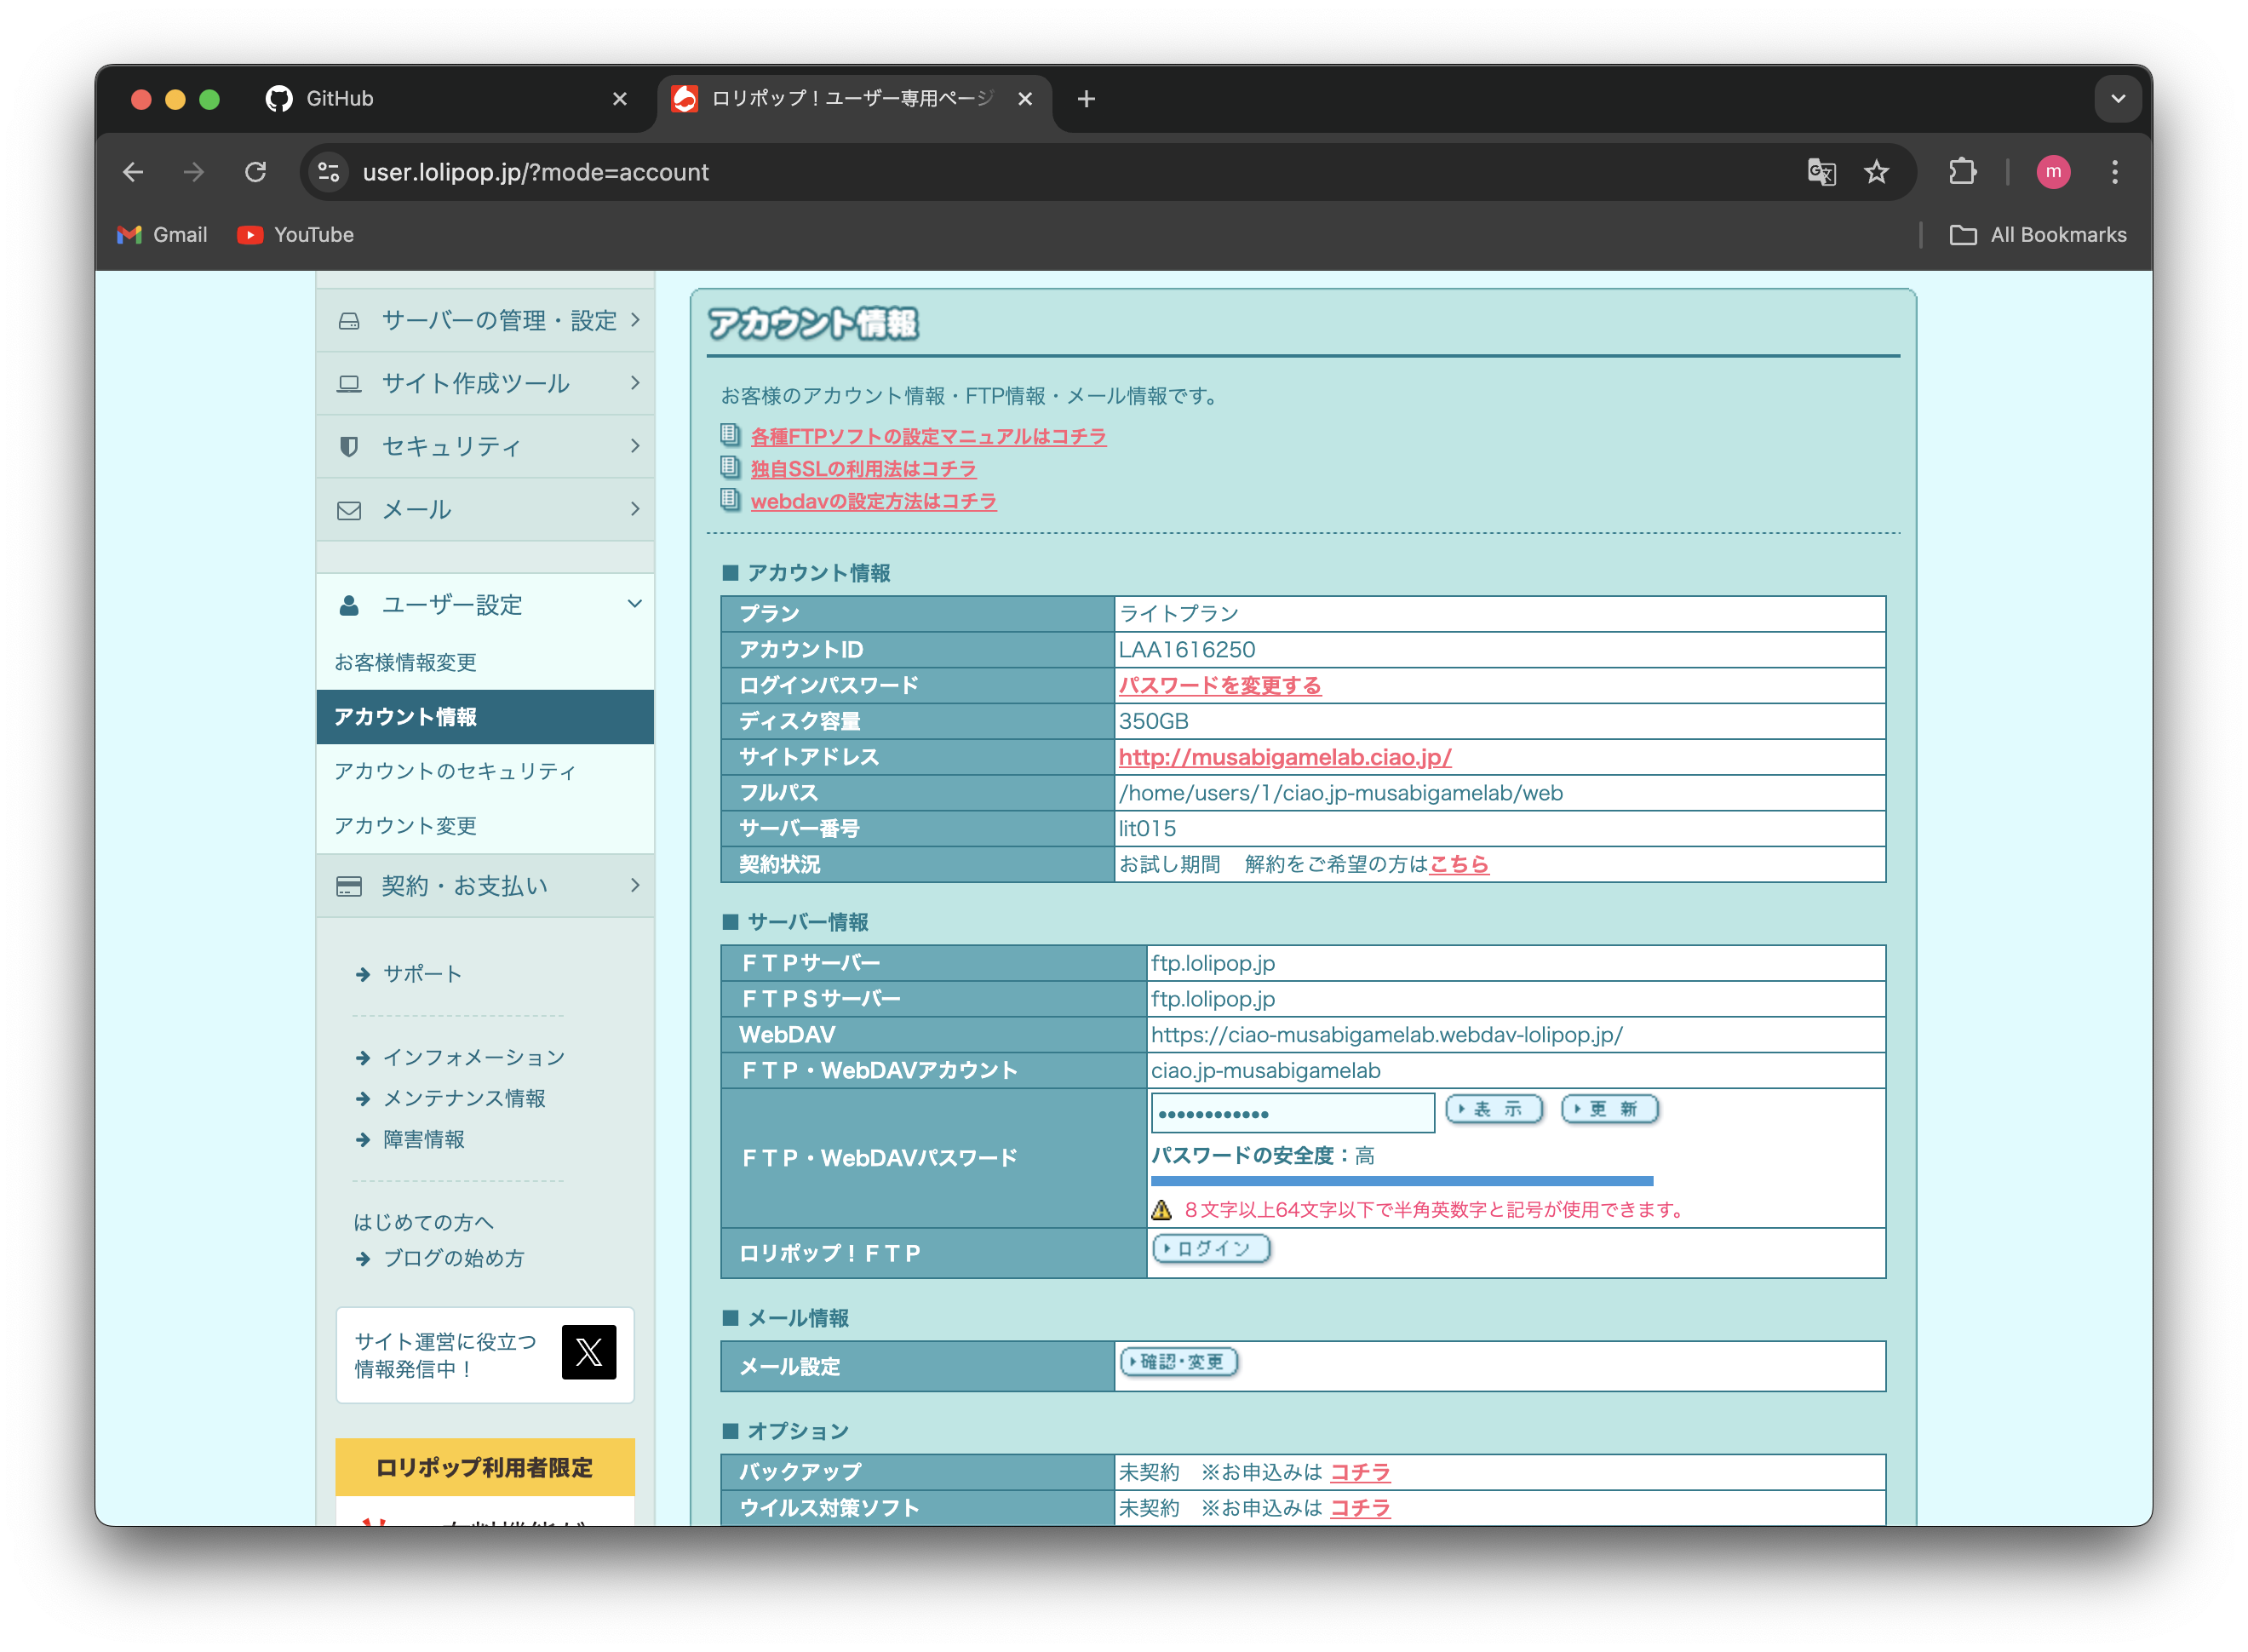 GitHub
ロリポップ！ユーザー専用ページ
user.lolipop.jp/?mode=account
m
Gmail
YouTube
All Bookmarks
サーバーの管理・設定
サイト作成ツール
セキュリティ
メール
ユーザー設定
お客様情報変更
アカウント情報
アカウントのセキュリティ
アカウント変更
契約・お支払い
サポート
インフォメーション
メンテナンス情報
障害情報
はじめての方へ
ブログの始め方
サイト運営に役立つ
情報発信中！
ロリポップ利用者限定
アカウント情報
お客様のアカウント情報・FTP情報・メール情報です。
各種FTPソフトの設定マニュアルはコチラ
独自SSLの利用法はコチラ
webdavの設定方法はコチラ
■ アカウント情報
プラン ライトプラン
アカウントID LAA1616250
ログインパスワード パスワードを変更する
ディスク容量 350GB
サイトアドレス http://musabigamelab.ciao.jp/
フルパス /home/users/1/ciao.jp-musabigamelab/web
サーバー番号 lit015
契約状況 お試し期間　解約をご希望の方はこちら
■ サーバー情報
ＦＴＰサーバー ftp.lolipop.jp
ＦＴＰＳサーバー ftp.lolipop.jp
WebDAV https://ciao-musabigamelab.webdav-lolipop.jp/
ＦＴＰ・WebDAVアカウント ciao.jp-musabigamelab
ＦＴＰ・WebDAVパスワード •••••••••••• 表示 更新
パスワードの安全度：高
８文字以上64文字以下で半角英数字と記号が使用できます。
ロリポップ！ＦＴＰ ログイン
■ メール情報
メール設定 確認・変更
■ オプション
バックアップ 未契約　※お申込みは コチラ
ウイルス対策ソフト 未契約　※お申込みは コチラ